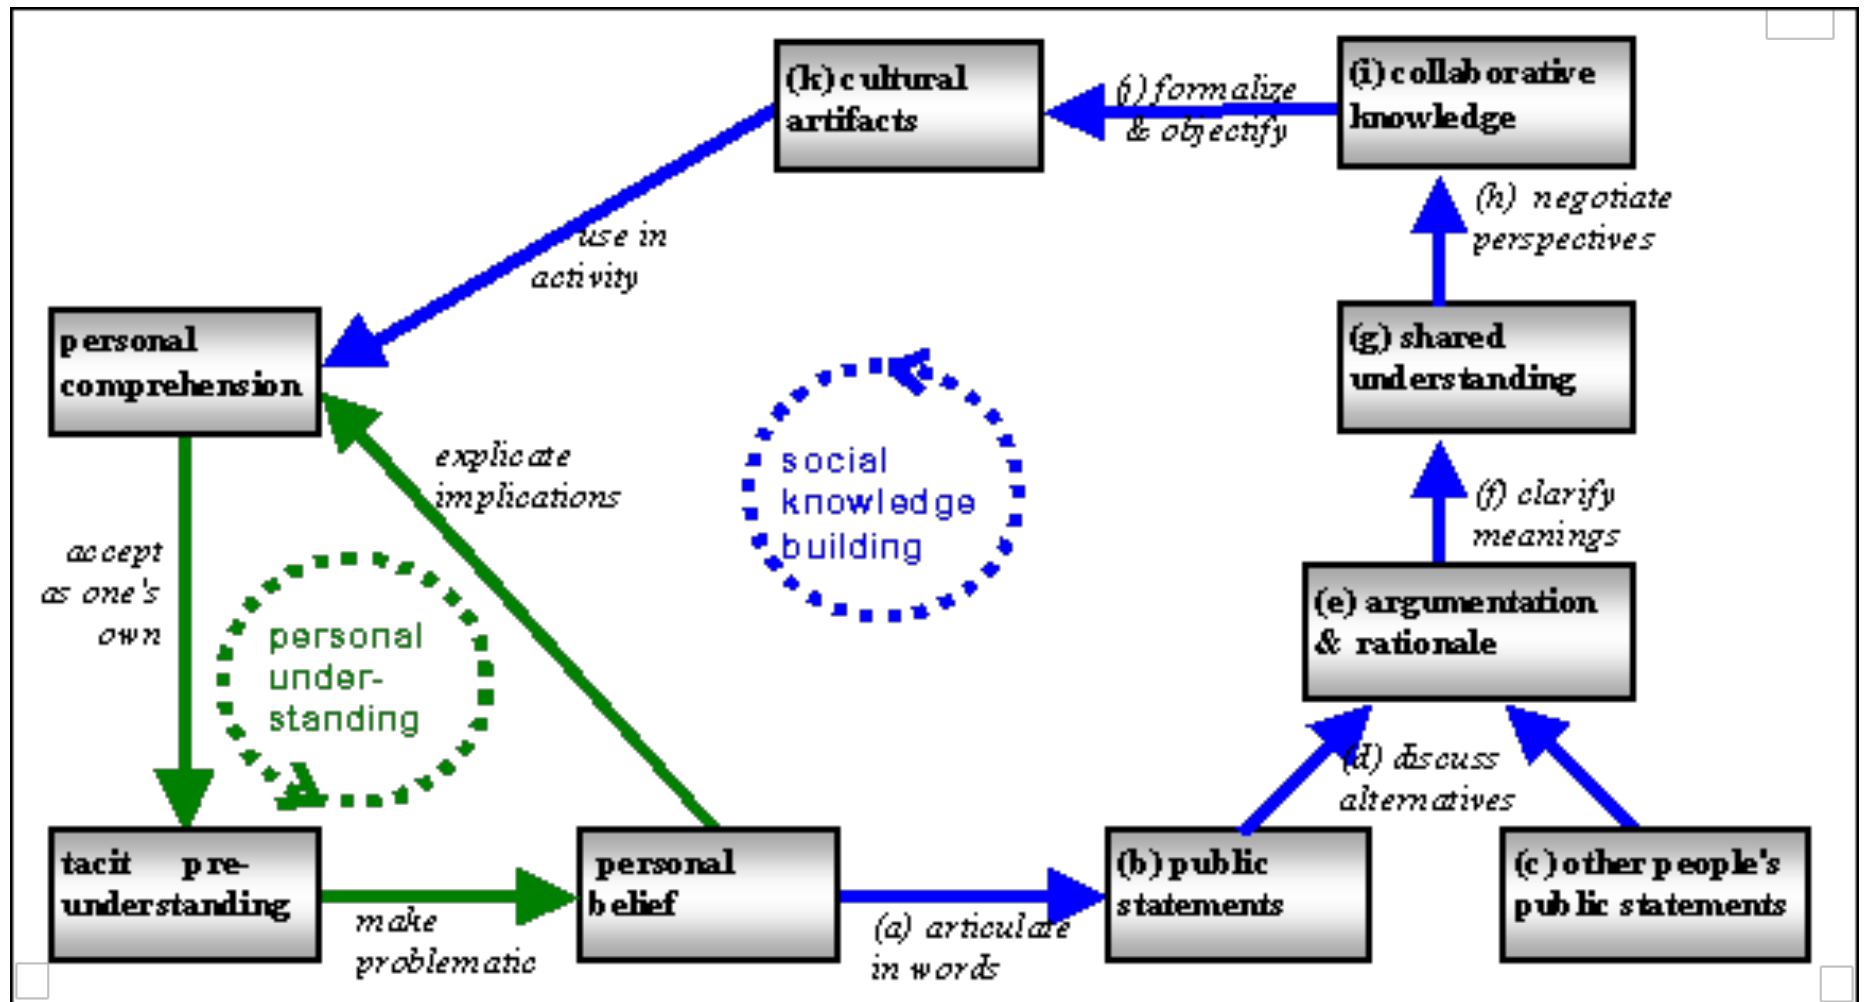 (k) cultural
artifacts
(j) formalize
& objectify
(i) collaborative
knowledge
(h) negotiate
perspectives
use in
activity
personal
comprehension
(g) shared
understanding
explicate
implications
social
knowledge
building
(f) clarify
meanings
accept
as one's
own
personal
under-
standing
(e) argumentation
& rationale
(d) discuss
alternatives
tacit pre-
understanding
make
problematic
personal
belief
(a) articulate
in words
(b) public
statements
(c) other people's
public statements